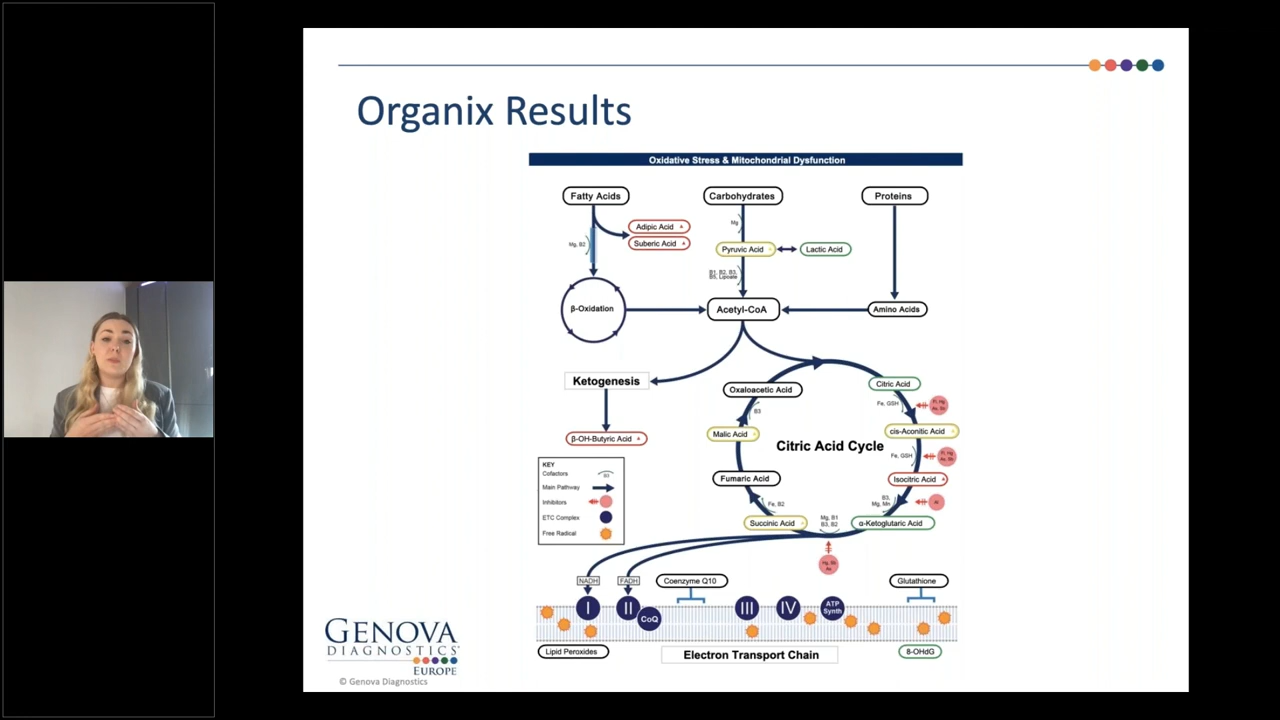 Organix Results
Oxidative Stress & Mitochondrial Dysfunction
Fatty Acids
Carbohydrates
Proteins
Adipic Acid
Suberic Acid
Mg
Mg, B2
Pyruvic Acid
Lactic Acid
B1, B2, B3,
B5, Lipoate
β-Oxidation
Acetyl-CoA
Amino Acids
Ketogenesis
Oxaloacetic Acid
Citric Acid
Fe, GSH
B3
β-OH-Butyric Acid
Malic Acid
cis-Aconitic Acid
Citric Acid Cycle
Fe, GSH
KEY
Cofactors
Main Pathway
Inhibitors
ETC Complex
Free Radical
Fumaric Acid
Isocitric Acid
B3,
Mg, Mn
Al
Fe, B2
Succinic Acid
Mg, B1
B3, B2
α-Ketoglutaric Acid
NADH
FADH
Coenzyme Q10
Glutathione
I
II
CoQ
III
IV
ATP
Synth
Lipid Peroxides
Electron Transport Chain
8-OHdG
GENOVA
DIAGNOSTICS
EUROPE
© Genova Diagnostics